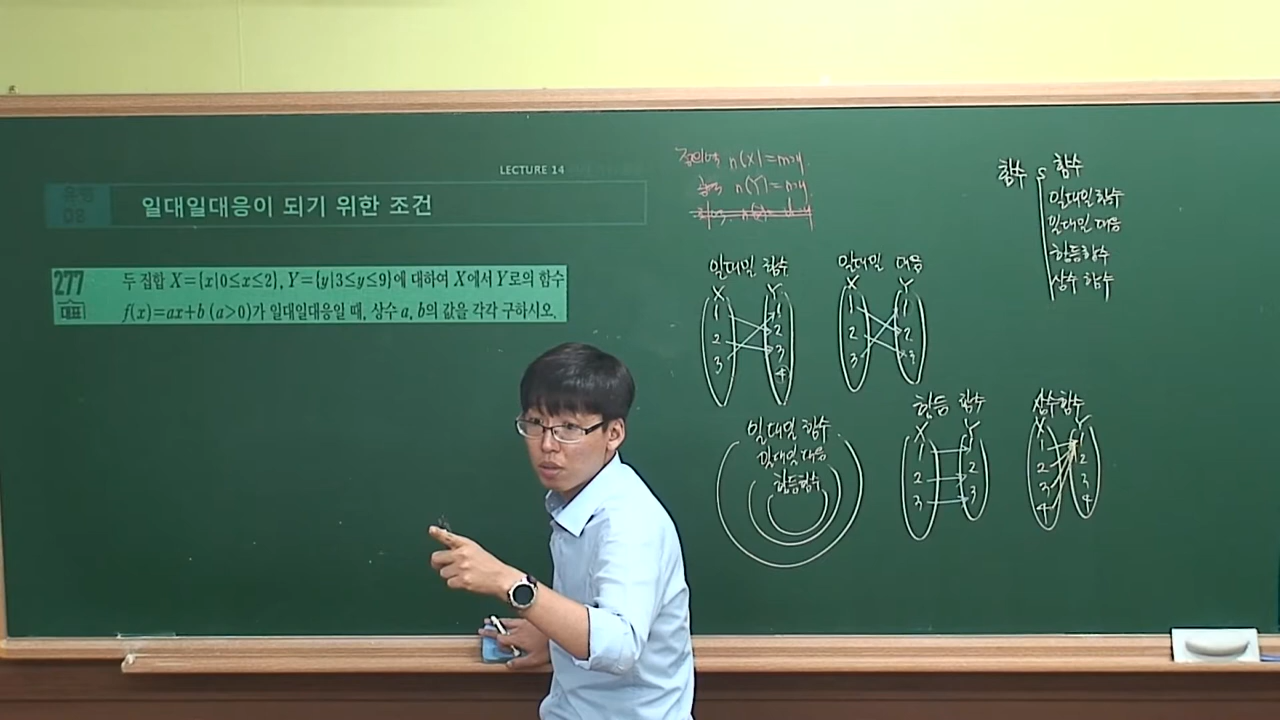 LECTURE 14
유형 08
일대일대응이 되기 위한 조건
277
대표
두 집합 X={x|0≤x≤2}, Y={y|3≤y≤9}에 대하여 X에서 Y로의 함수
f(x)=ax+b (a>0)가 일대일대응일 때, 상수 a, b의 값을 각각 구하시오.
정의역 n(X)=m개
n(Y)=n개
함수
함수
일대일 함수
일대일 대응
항등함수
상수 함수
일대일 함수
X Y
1 1
2 2
3 3
4
일대일 대응
X Y
1 1
2 2
3 3
일대일 함수
일대일 대응
항등함수
항등 함수
X Y
1 1
2 2
3 3
상수함수
X Y
1 1
2 2
3 3
4 4